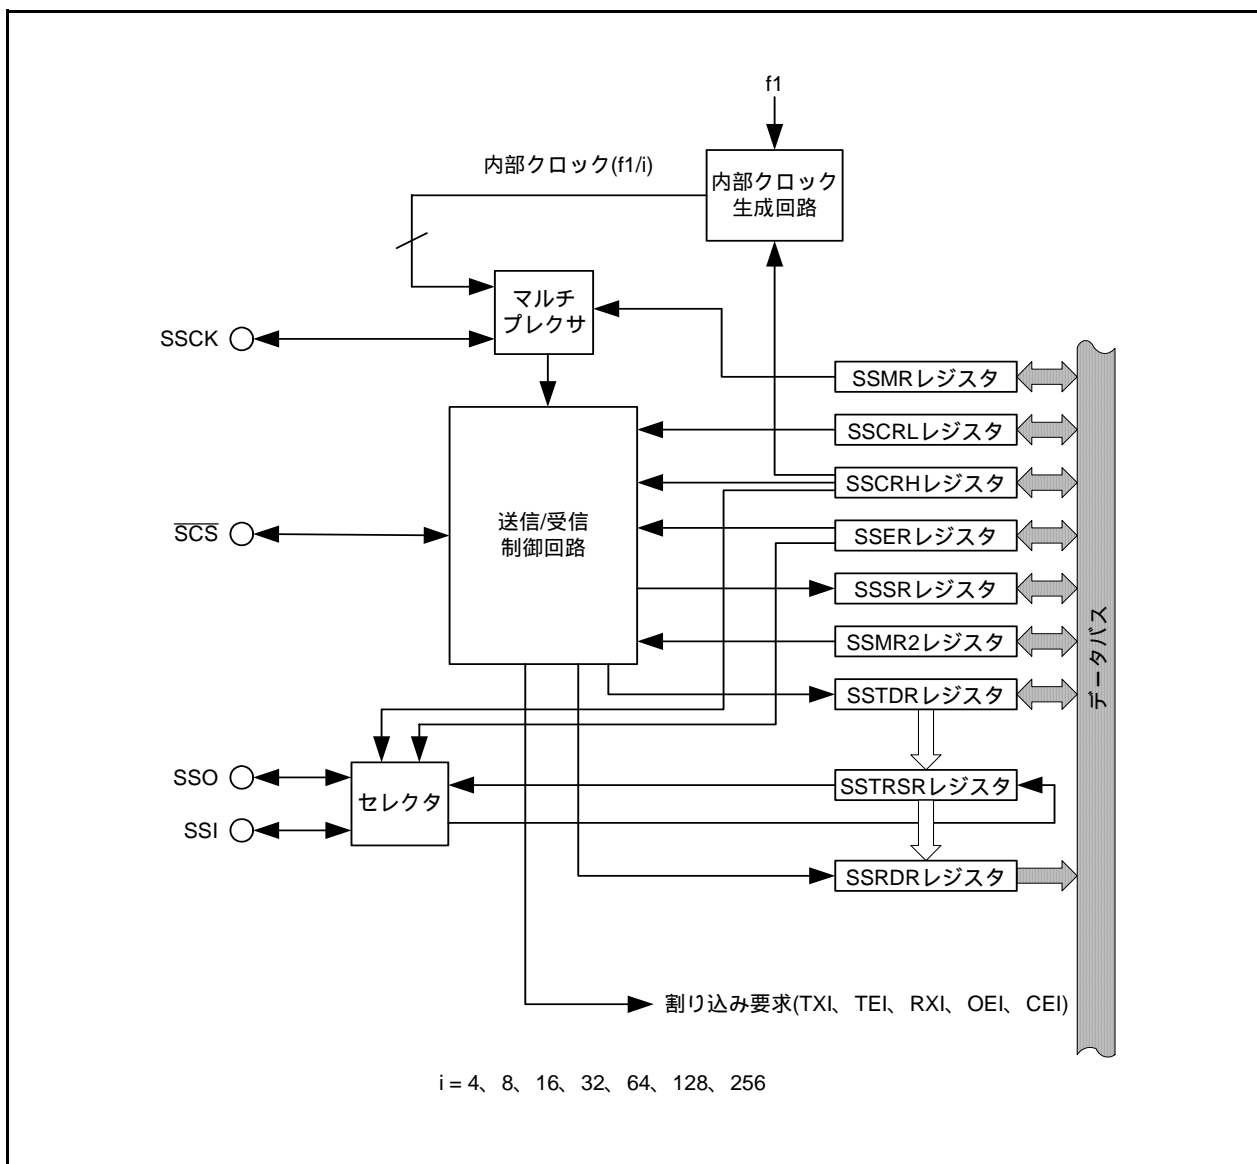 f1
内部クロック(f1/i)
内部クロック
生成回路
マルチ
プレクサ
SSCK
SSMRレジスタ
SSCRLレジスタ
SSCRHレジスタ
送信/受信
制御回路
SCS
SSERレジスタ
SSSRレジスタ
SSMR2レジスタ
データバス
SSTDRレジスタ
SSO
SSTRSRレジスタ
セレクタ
SSI
SSRDRレジスタ
割り込み要求(TXI、TEI、RXI、OEI、CEI)
i = 4、8、16、32、64、128、256